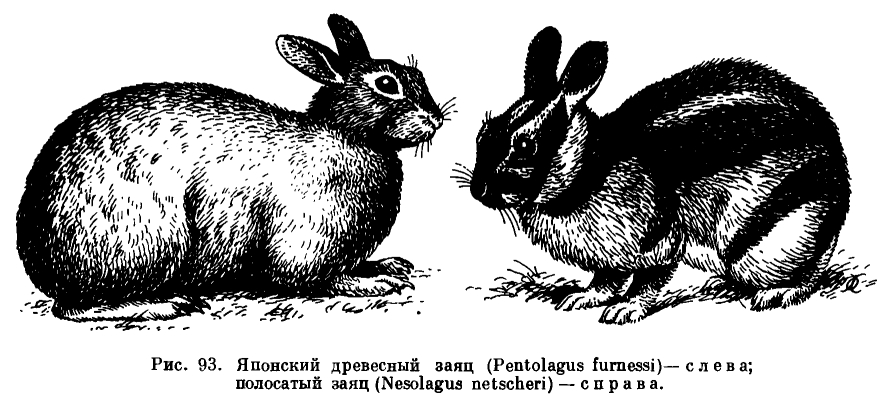 Рис. 93. Японский древесный заяц (Pentolagus furnessi)— слева;
полосатый заяц (Nesolagus netscheri) — справа.